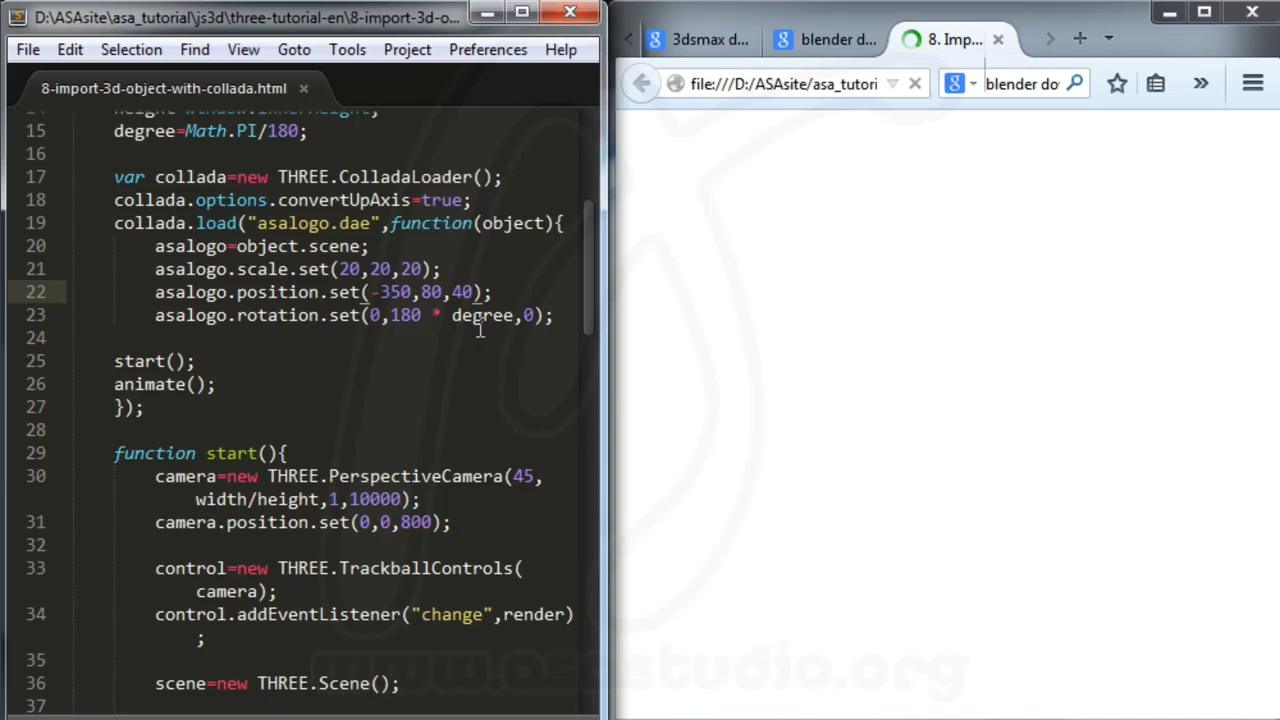 D:\ASAsite\asa_tutorial\js3d\three-tutorial-en\8-import-3d-o...
File Edit Selection Find View Goto Tools Project Preferences Help
8-import-3d-object-with-collada.html
15 degree=Math.PI/180;
16
17 var collada=new THREE.ColladaLoader();
18 collada.options.convertUpAxis=true;
19 collada.load("asalogo.dae",function(object){
20 asalogo=object.scene;
21 asalogo.scale.set(20,20,20);
22 asalogo.position.set(-350,80,40);
23 asalogo.rotation.set(0,180 * degree,0);
24
25 start();
26 animate();
27 });
28
29 function start(){
30 camera=new THREE.PerspectiveCamera(45,
width/height,1,10000);
31 camera.position.set(0,0,800);
32
33 control=new THREE.TrackballControls(
camera);
34 control.addEventListener("change",render)
;
35
36 scene=new THREE.Scene();
37
3dsmax d... blender d... 8. Imp...
file:///D:/ASAsite/asa_tutori blender do
www.asastudio.org